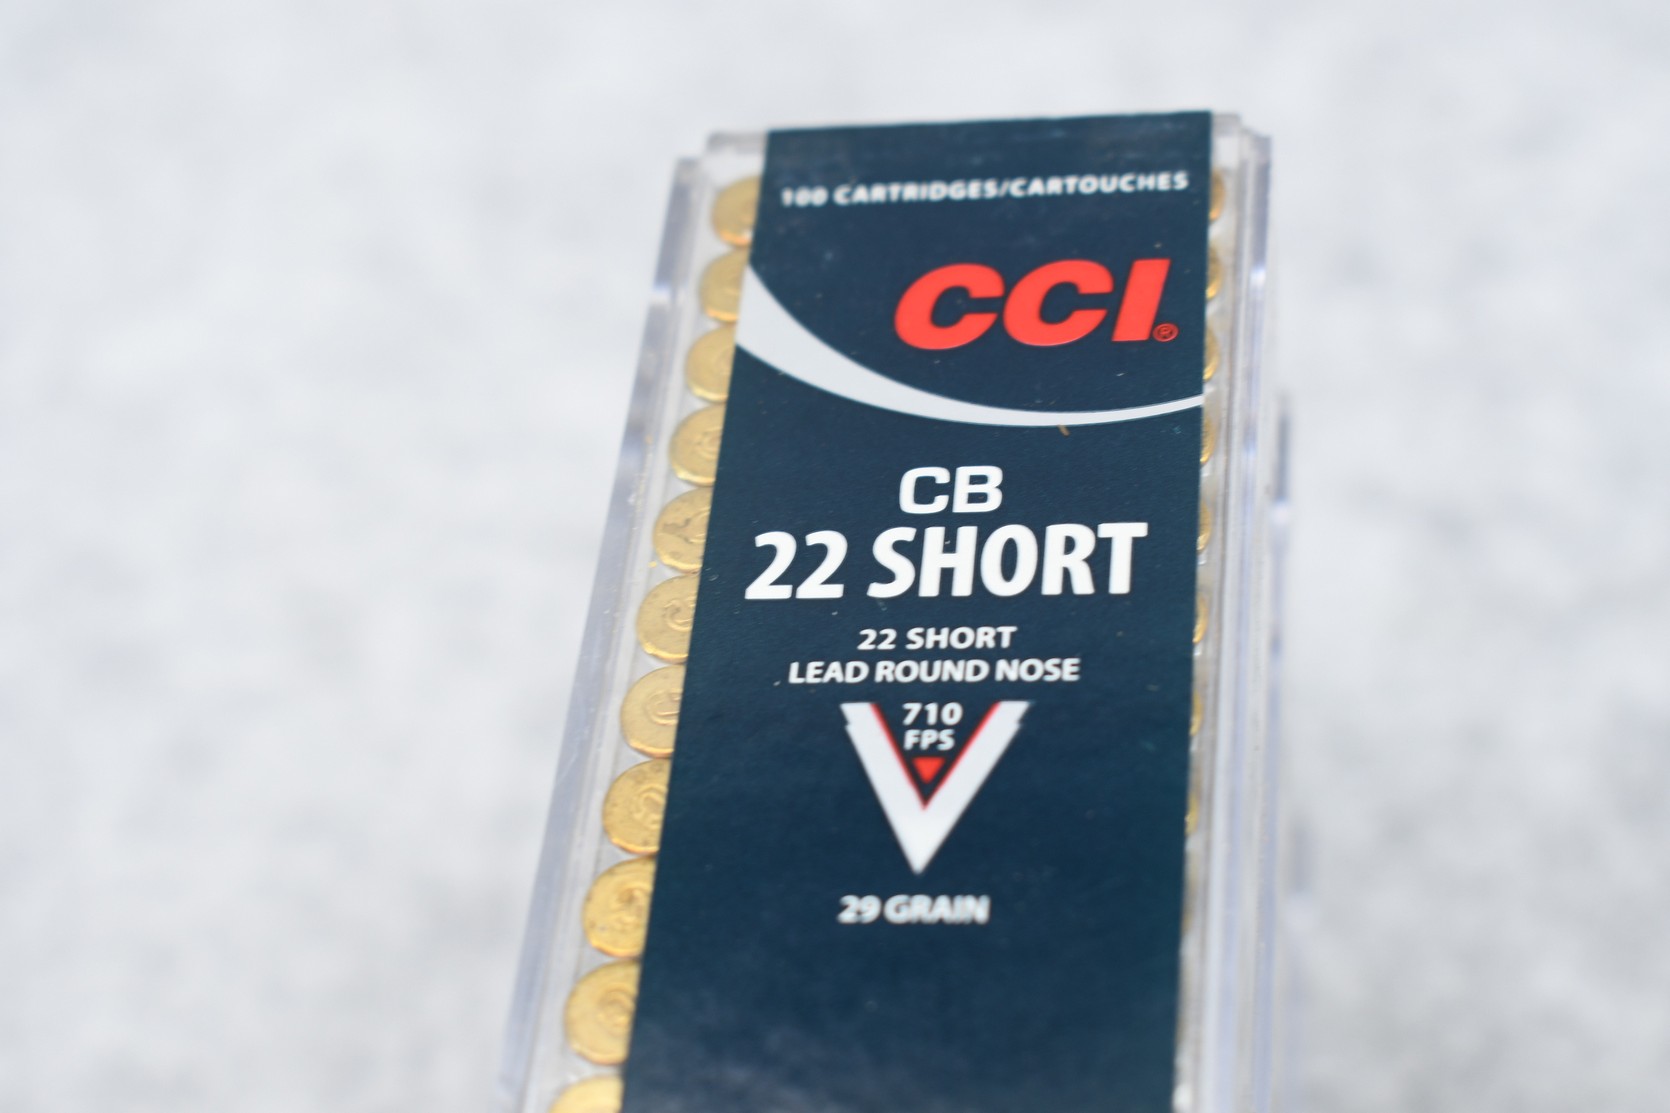 100 CARTRIDGES/CARTOUCHES
CCI®
CB
22 SHORT
22 SHORT
LEAD ROUND NOSE
710
FPS
29 GRAIN